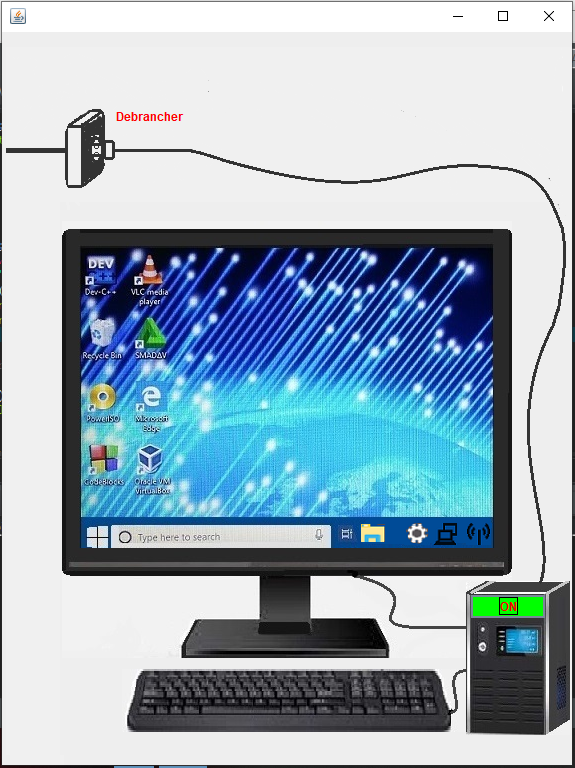 Debrancher
DEV
Dev-C++
VLC media
player
Recycle Bin
SMADAV
PowerISO
Microsoft
Edge
CodeBlocks
Oracle VM
VirtualBox
Type here to search
ON